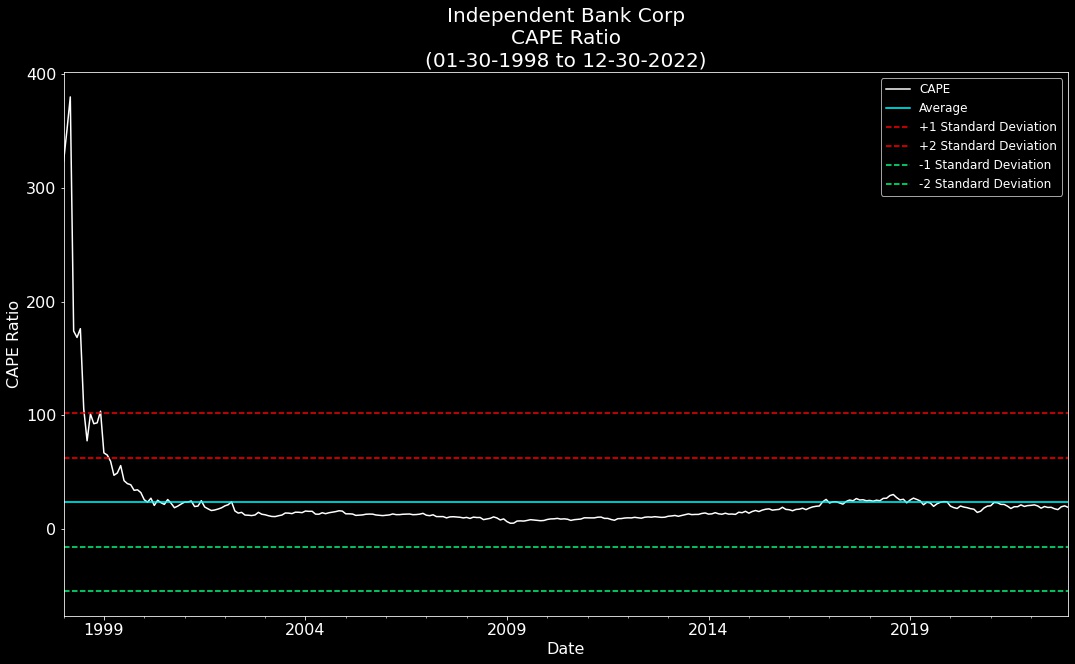 Independent Bank Corp
CAPE Ratio
(01-30-1998 to 12-30-2022)
CAPE
Average
+1 Standard Deviation
+2 Standard Deviation
-1 Standard Deviation
-2 Standard Deviation
400
300
200
100
0
CAPE Ratio
1999
2004
2009
2014
2019
Date